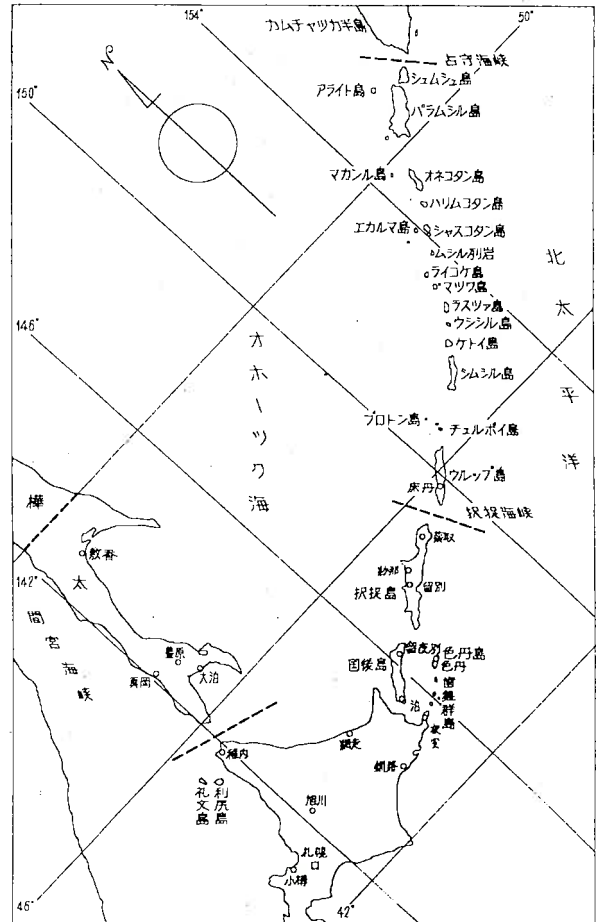 154°
50°
カムチャツカ半島
占守海峡
シュムシュ島
アライト島
パラムシル島
N
150°
マカンル島
オネコタン島
ハリムコタン島
エカルマ島
シャスコタン島
ムシル列岩
ライコケ島
マツワ島
ラスツァ島
ウシシル島
ケトイ島
シムシル島
北太平洋
146°
オホーツク海
ブロトン島
チェルポイ島
ウルップ島
床丹
択捉海峡
樺太
敷香
蘂取
紗那
択捉島
留別
142°
間宮海峡
豊原
大泊
真岡
国後島
留夜別
色丹島
色丹
泊
歯舞群島
根室
稚内
網走
釧路
礼文島
利尻島
旭川
札幌
小樽
46°
42°